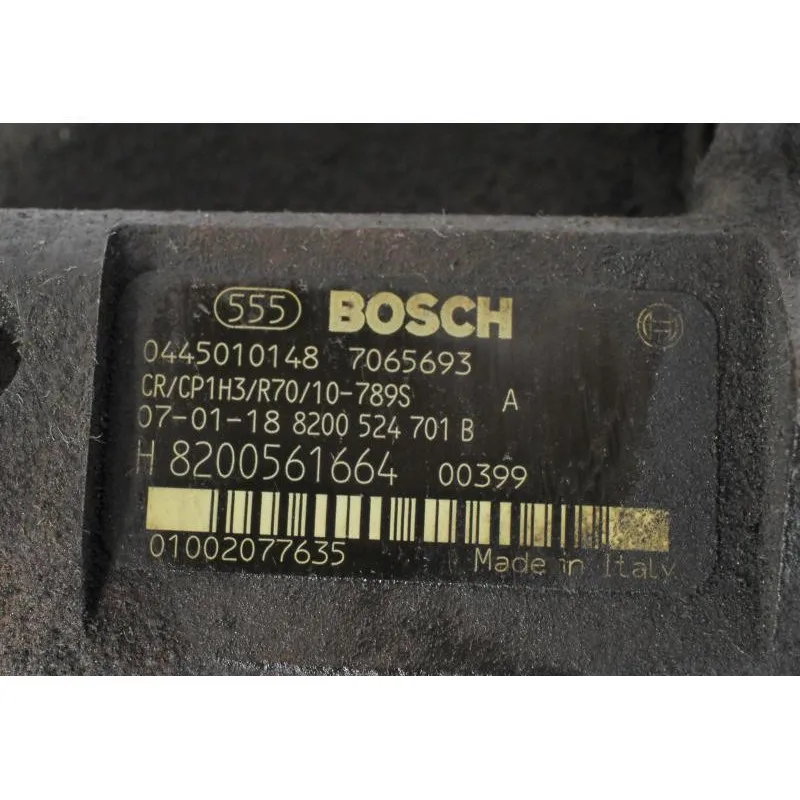 555 BOSCH
0445010148 7065693
CR/CP1H3/R70/10-789S A
07-01-18 8200 524 701 B
H 8200561664 00399
01002077635 Made in Italy